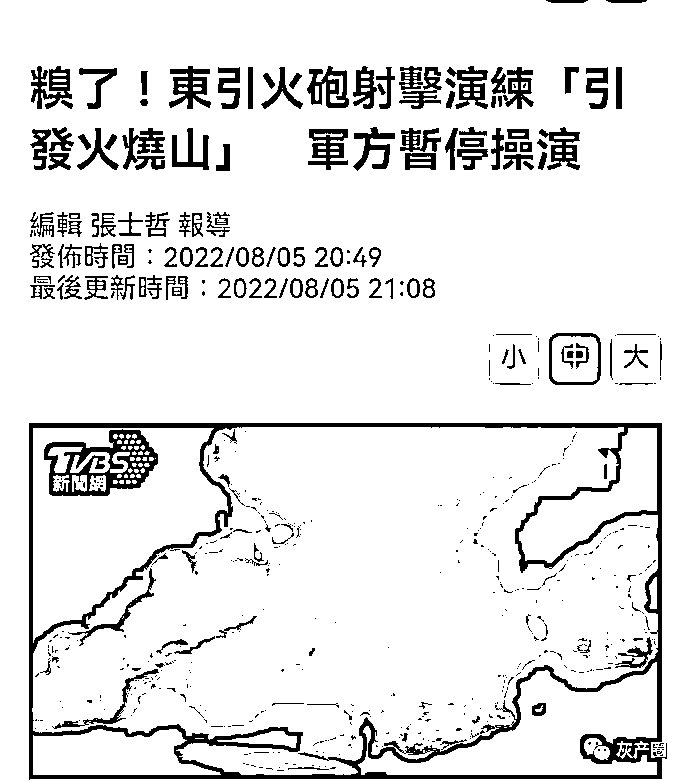 糗了！東引火砲射擊演練「引
發火燒山」 軍方暫停操演
編輯 張士哲 報導
發佈時間：2022/08/05 20:49
最後更新時間：2022/08/05 21:08
小 中 大
TVBS
新聞網
灰产圈